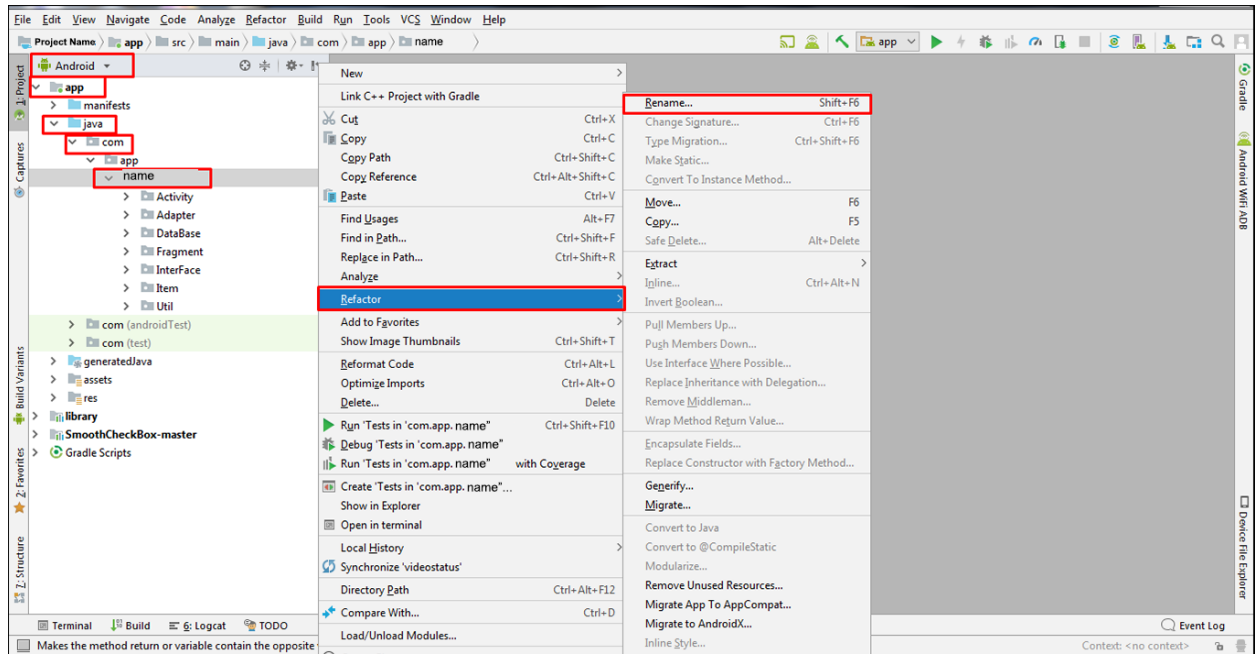 File Edit View Navigate Code Analyze Refactor Build Run Tools VCS Window Help
Project Name app src main java com app name
app
Android
1: Project
Captures
Build Variants
2: Favorites
Z: Structure
app
manifests
java
com
app
name
Activity
Adapter
DataBase
Fragment
InterFace
Item
Util
com (androidTest)
com (test)
generatedJava
assets
res
library
SmoothCheckBox-master
Gradle Scripts
New
Link C++ Project with Gradle
Cut Ctrl+X
Copy Ctrl+C
Copy Path Ctrl+Shift+C
Copy Reference Ctrl+Alt+Shift+C
Paste Ctrl+V
Find Usages Alt+F7
Find in Path... Ctrl+Shift+F
Replace in Path... Ctrl+Shift+R
Analyze
Refactor
Add to Favorites
Show Image Thumbnails Ctrl+Shift+T
Reformat Code Ctrl+Alt+L
Optimize Imports Ctrl+Alt+O
Delete... Delete
Run 'Tests in 'com.app. name" Ctrl+Shift+F10
Debug 'Tests in 'com.app. name"
Run 'Tests in 'com.app. name" with Coverage
Create 'Tests in 'com.app. name"...
Show in Explorer
Open in terminal
Local History
Synchronize 'videostatus'
Directory Path Ctrl+Alt+F12
Compare With... Ctrl+D
Load/Unload Modules...
Rename... Shift+F6
Change Signature... Ctrl+F6
Type Migration... Ctrl+Shift+F6
Make Static...
Convert To Instance Method...
Move... F6
Copy... F5
Safe Delete... Alt+Delete
Extract
Inline... Ctrl+Alt+N
Invert Boolean...
Pull Members Up...
Push Members Down...
Use Interface Where Possible...
Replace Inheritance with Delegation...
Remove Middleman...
Wrap Method Return Value...
Encapsulate Fields...
Replace Constructor with Factory Method...
Generify...
Migrate...
Convert to Java
Convert to @CompileStatic
Modularize...
Remove Unused Resources...
Migrate App To AppCompat...
Migrate to AndroidX...
Inline Style...
Gradle
Android WiFi ADB
Device File Explorer
Terminal Build 6: Logcat TODO
Event Log
Makes the method return or variable contain the opposite
Context: <no context>